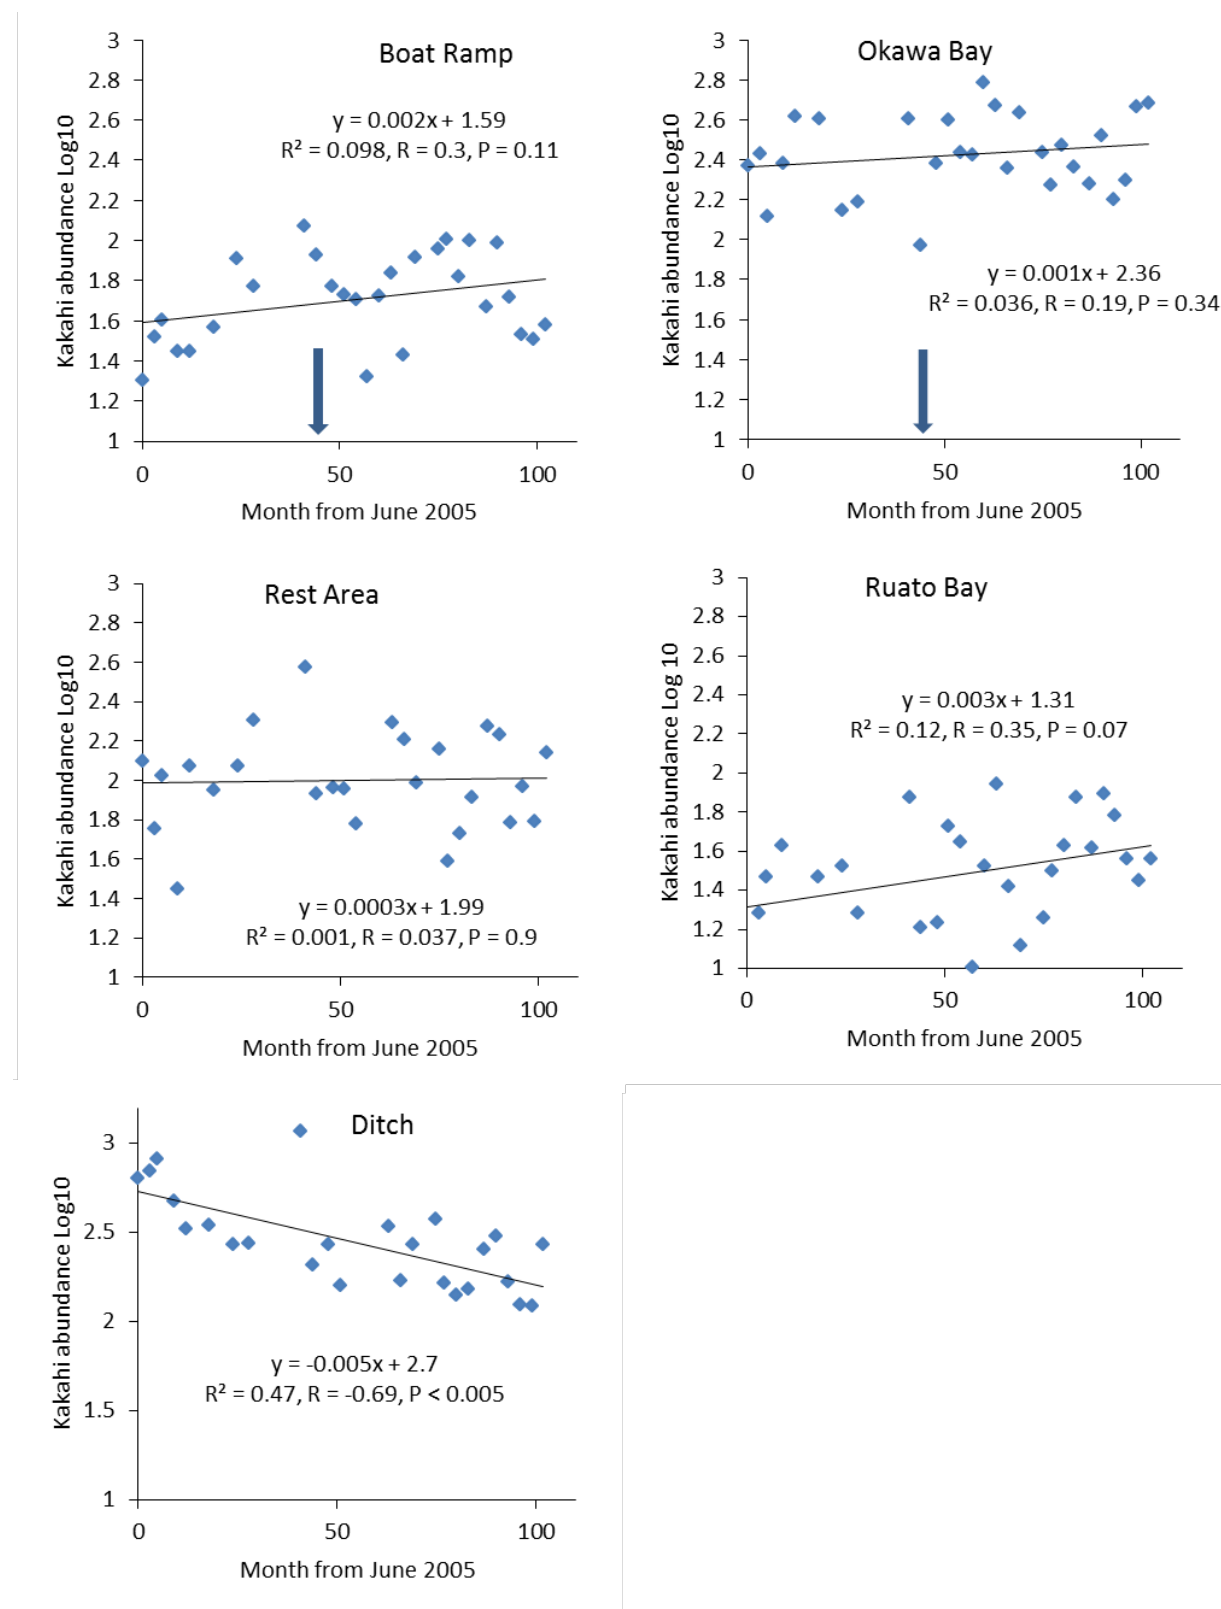 Boat Ramp
y = 0.002x + 1.59
R² = 0.098, R = 0.3, P = 0.11
Kakahi abundance Log10
3
2.8
2.6
2.4
2.2
2
1.8
1.6
1.4
1.2
1
0 50 100
Month from June 2005
Okawa Bay
y = 0.001x + 2.36
R² = 0.036, R = 0.19, P = 0.34
Kakahi abundance Log10
3
2.8
2.6
2.4
2.2
2
1.8
1.6
1.4
1.2
1
0 50 100
Month from June 2005
Rest Area
y = 0.0003x + 1.99
R² = 0.001, R = 0.037, P = 0.9
Kakahi abundance Log10
3
2.8
2.6
2.4
2.2
2
1.8
1.6
1.4
1.2
1
0 50 100
Month from June 2005
Ruato Bay
y = 0.003x + 1.31
R² = 0.12, R = 0.35, P = 0.07
Kakahi abundance Log 10
3
2.8
2.6
2.4
2.2
2
1.8
1.6
1.4
1.2
1
0 50 100
Month from June 2005
Ditch
y = -0.005x + 2.7
R² = 0.47, R = -0.69, P < 0.005
Kakahi abundance Log10
3
2.5
2
1.5
1
0 50 100
Month from June 2005